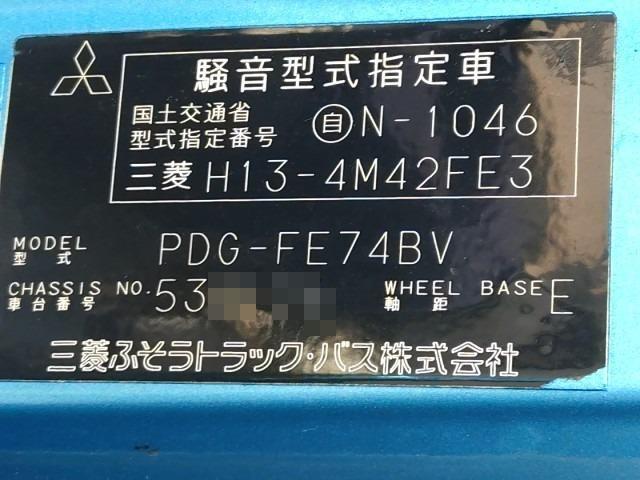 騒音型式指定車
国土交通省
型式指定番号 ㊞N-1046
三菱 H13-4M42FE3
MODEL
型式 PDG-FE74BV
CHASSIS NO.
車台番号 53
WHEEL BASE
軸距 E
三菱ふそうトラック・バス株式会社